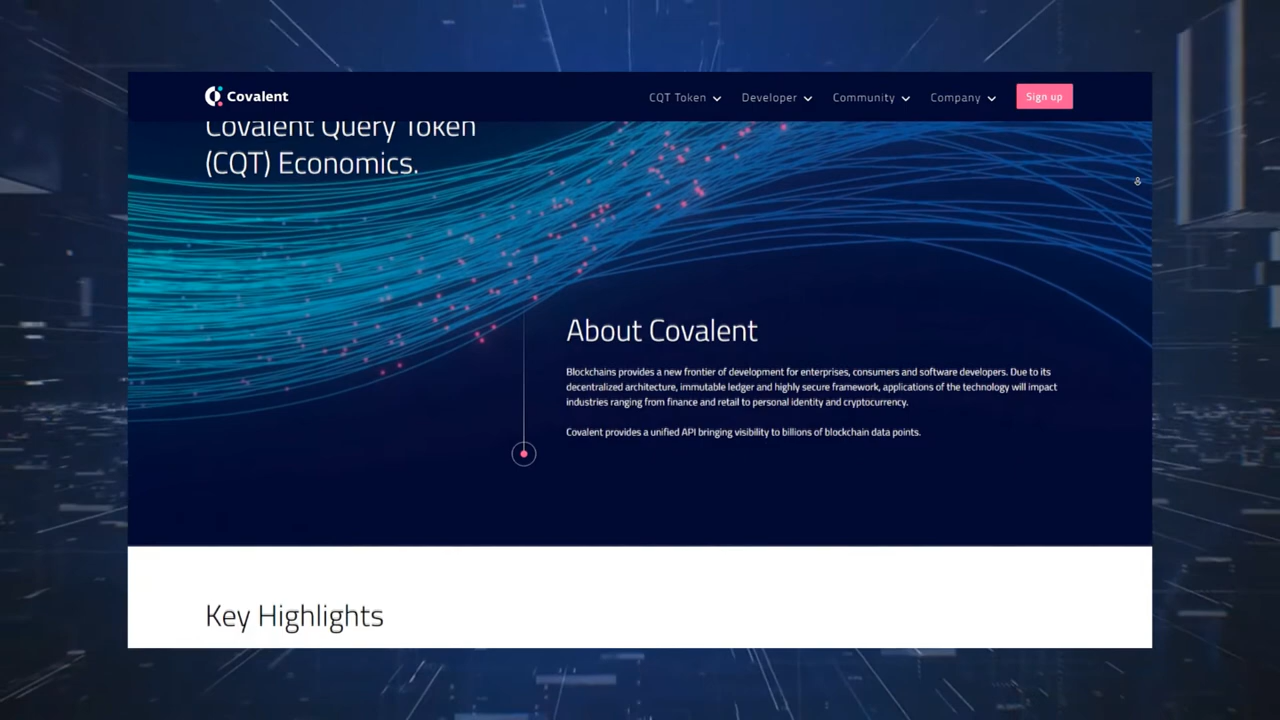 Covalent
CQT Token
Developer
Community
Company
Sign up
Covalent Query Token
(CQT) Economics.
About Covalent
Blockchains provides a new frontier of development for enterprises, consumers and software developers. Due to its
decentralized architecture, immutable ledger and highly secure framework, applications of the technology will impact
industries ranging from finance and retail to personal identity and cryptocurrency.
Covalent provides a unified API bringing visibility to billions of blockchain data points.
Key Highlights